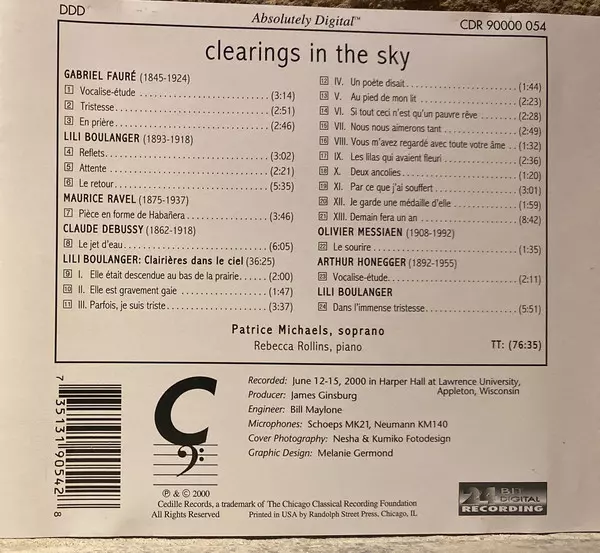 DDD
Absolutely Digital™
CDR 90000 054
clearings in the sky
GABRIEL FAURÉ (1845-1924)
1 Vocalise-étude (3:14)
2 Tristesse (2:51)
3 En prière (2:46)
LILI BOULANGER (1893-1918)
4 Reflets (3:02)
5 Attente (2:21)
6 Le retour (5:35)
MAURICE RAVEL (1875-1937)
7 Pièce en forme de Habañera (3:46)
CLAUDE DEBUSSY (1862-1918)
8 Le jet d'eau (6:05)
LILI BOULANGER: Clairières dans le ciel (36:25)
9 I. Elle était descendue au bas de la prairie (2:00)
10 II. Elle est gravement gaie (1:47)
11 III. Parfois, je suis triste (3:37)
12 IV. Un poète disait (1:44)
13 V. Au pied de mon lit (2:23)
14 VI. Si tout ceci n'est qu'un pauvre rêve (2:28)
15 VII. Nous nous aimerons tant (2:49)
16 VIII. Vous m'avez regardé avec toute votre âme (1:32)
17 IX. Les lilas qui avaient fleuri (2:36)
18 X. Deux ancolies (1:20)
19 XI. Par ce que j'ai souffert (3:01)
20 XII. Je garde une médaille d'elle (1:59)
21 XIII. Demain fera un an (8:42)
OLIVIER MESSIAEN (1908-1992)
22 Le sourire (1:35)
ARTHUR HONEGGER (1892-1955)
23 Vocalise-étude (2:11)
LILI BOULANGER
24 Dans l'immense tristesse (5:51)
Patrice Michaels, soprano
Rebecca Rollins, piano
TT: (76:35)
7 35131 90542 8
Recorded: June 12-15, 2000 in Harper Hall at Lawrence University,
Appleton, Wisconsin
Producer: James Ginsburg
Engineer: Bill Maylone
Microphones: Schoeps MK21, Neumann KM140
Cover Photography: Nesha & Kumiko Fotodesign
Graphic Design: Melanie Germond
℗ & © 2000
Cedille Records, a trademark of The Chicago Classical Recording Foundation
All Rights Reserved
Printed in USA by Randolph Street Press, Chicago, IL
24 BIT
DIGITAL
RECORDING